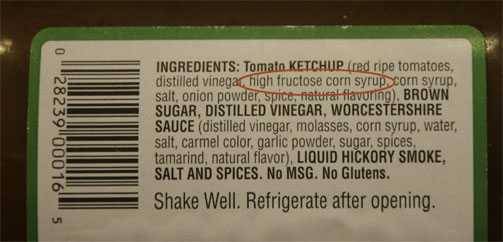 INGREDIENTS: Tomato KETCHUP (red ripe tomatoes,
distilled vinegar, high fructose corn syrup, corn syrup,
salt, onion powder, spice, natural flavoring), BROWN
SUGAR, DISTILLED VINEGAR, WORCESTERSHIRE
SAUCE (distilled vinegar, molasses, corn syrup, water,
salt, carmel color, garlic powder, sugar, spices,
tamarind, natural flavor), LIQUID HICKORY SMOKE,
SALT AND SPICES. No MSG. No Glutens.
Shake Well. Refrigerate after opening.
0 28239 00016 5